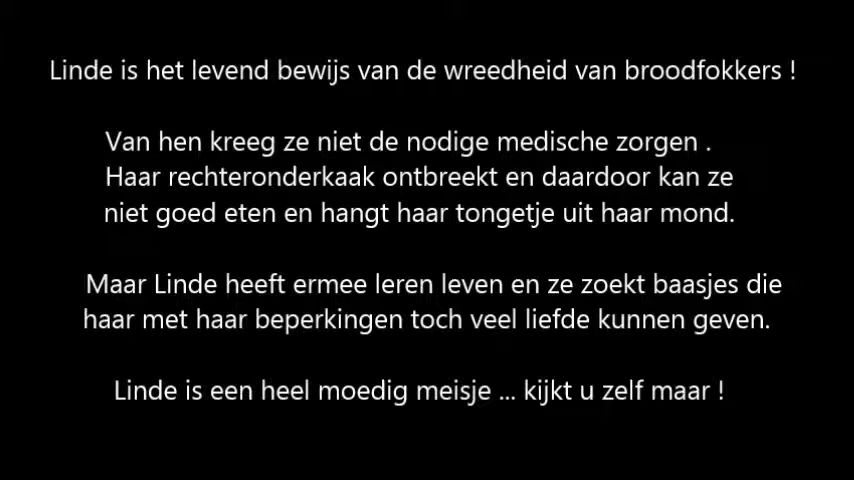 Linde is het levend bewijs van de wreedheid van broodfokkers !
Van hen kreeg ze niet de nodige medische zorgen .
Haar rechteronderkaak ontbreekt en daardoor kan ze
niet goed eten en hangt haar tongetje uit haar mond.
Maar Linde heeft ermee leren leven en ze zoekt baasjes die
haar met haar beperkingen toch veel liefde kunnen geven.
Linde is een heel moedig meisje ... kijkt u zelf maar !